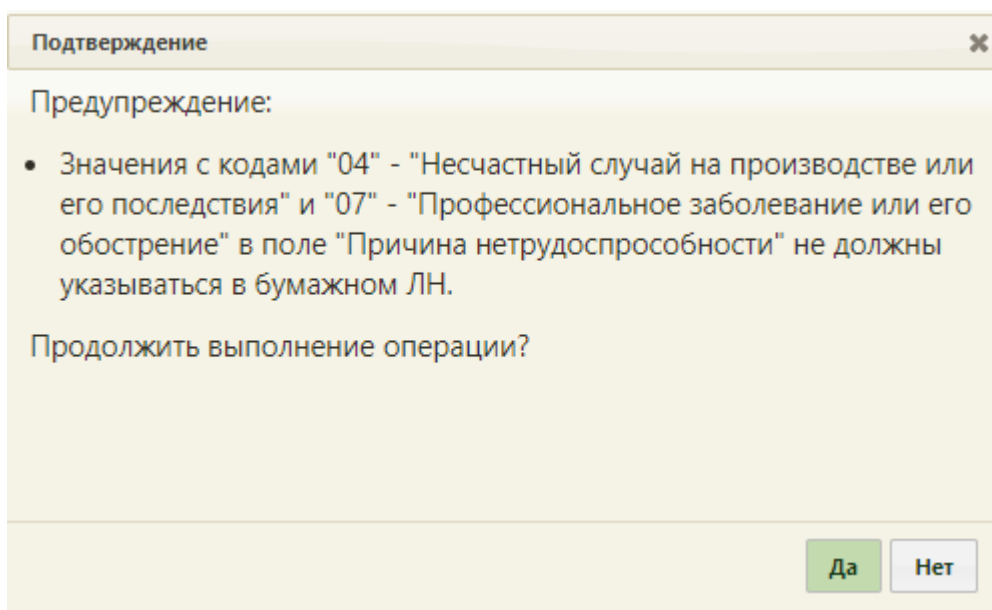 Подтверждение
Предупреждение:
• Значения с кодами "04" - "Несчастный случай на производстве или
его последствия" и "07" - "Профессиональное заболевание или его
обострение" в поле "Причина нетрудоспрособности" не должны
указываться в бумажном ЛН.
Продолжить выполнение операции?
Да Нет